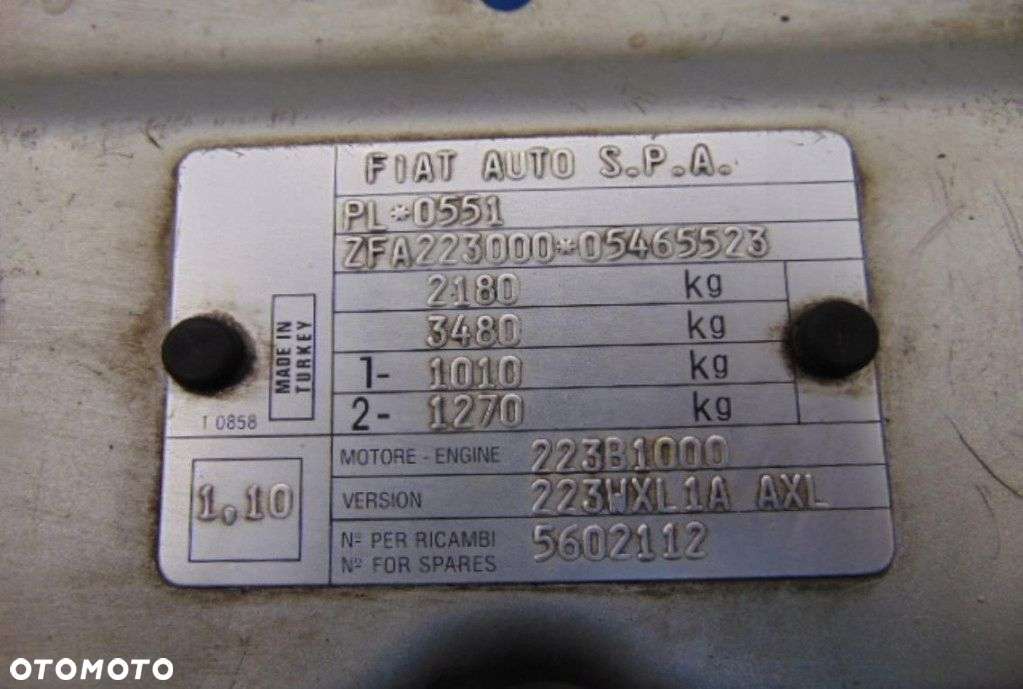 FIAT AUTO S.P.A.
PL*0551
ZFA223000*05465523
2180 kg
3480 kg
1- 1010 kg
2- 1270 kg
MADE IN
TURKEY
T 0858
MOTORE - ENGINE 223B1000
VERSION 223WXL1A AXL
1,10
Nº PER RICAMBI 5602112
Nº FOR SPARES
OTOMOTO